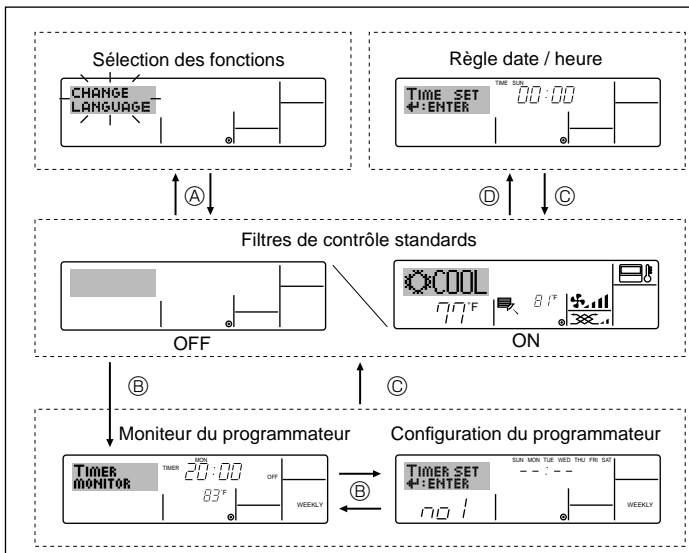 Sélection des fonctions
CHANGE
LANGUAGE
Règle date / heure
TIME SUN
TIME SET 00:00
↵:ENTER
Ⓐ
Ⓓ
Ⓒ
Filtres de contrôle standards
COOL
77°F 81°F
OFF
ON
Ⓑ
Ⓒ
Moniteur du programmateur
MON
TIMER
MONITOR TIMER 20:00 OFF
83°F
WEEKLY
Ⓑ
Configuration du programmateur
SUN MON TUE WED THU FRI SAT
TIMER SET --:--
↵:ENTER
no 1
WEEKLY